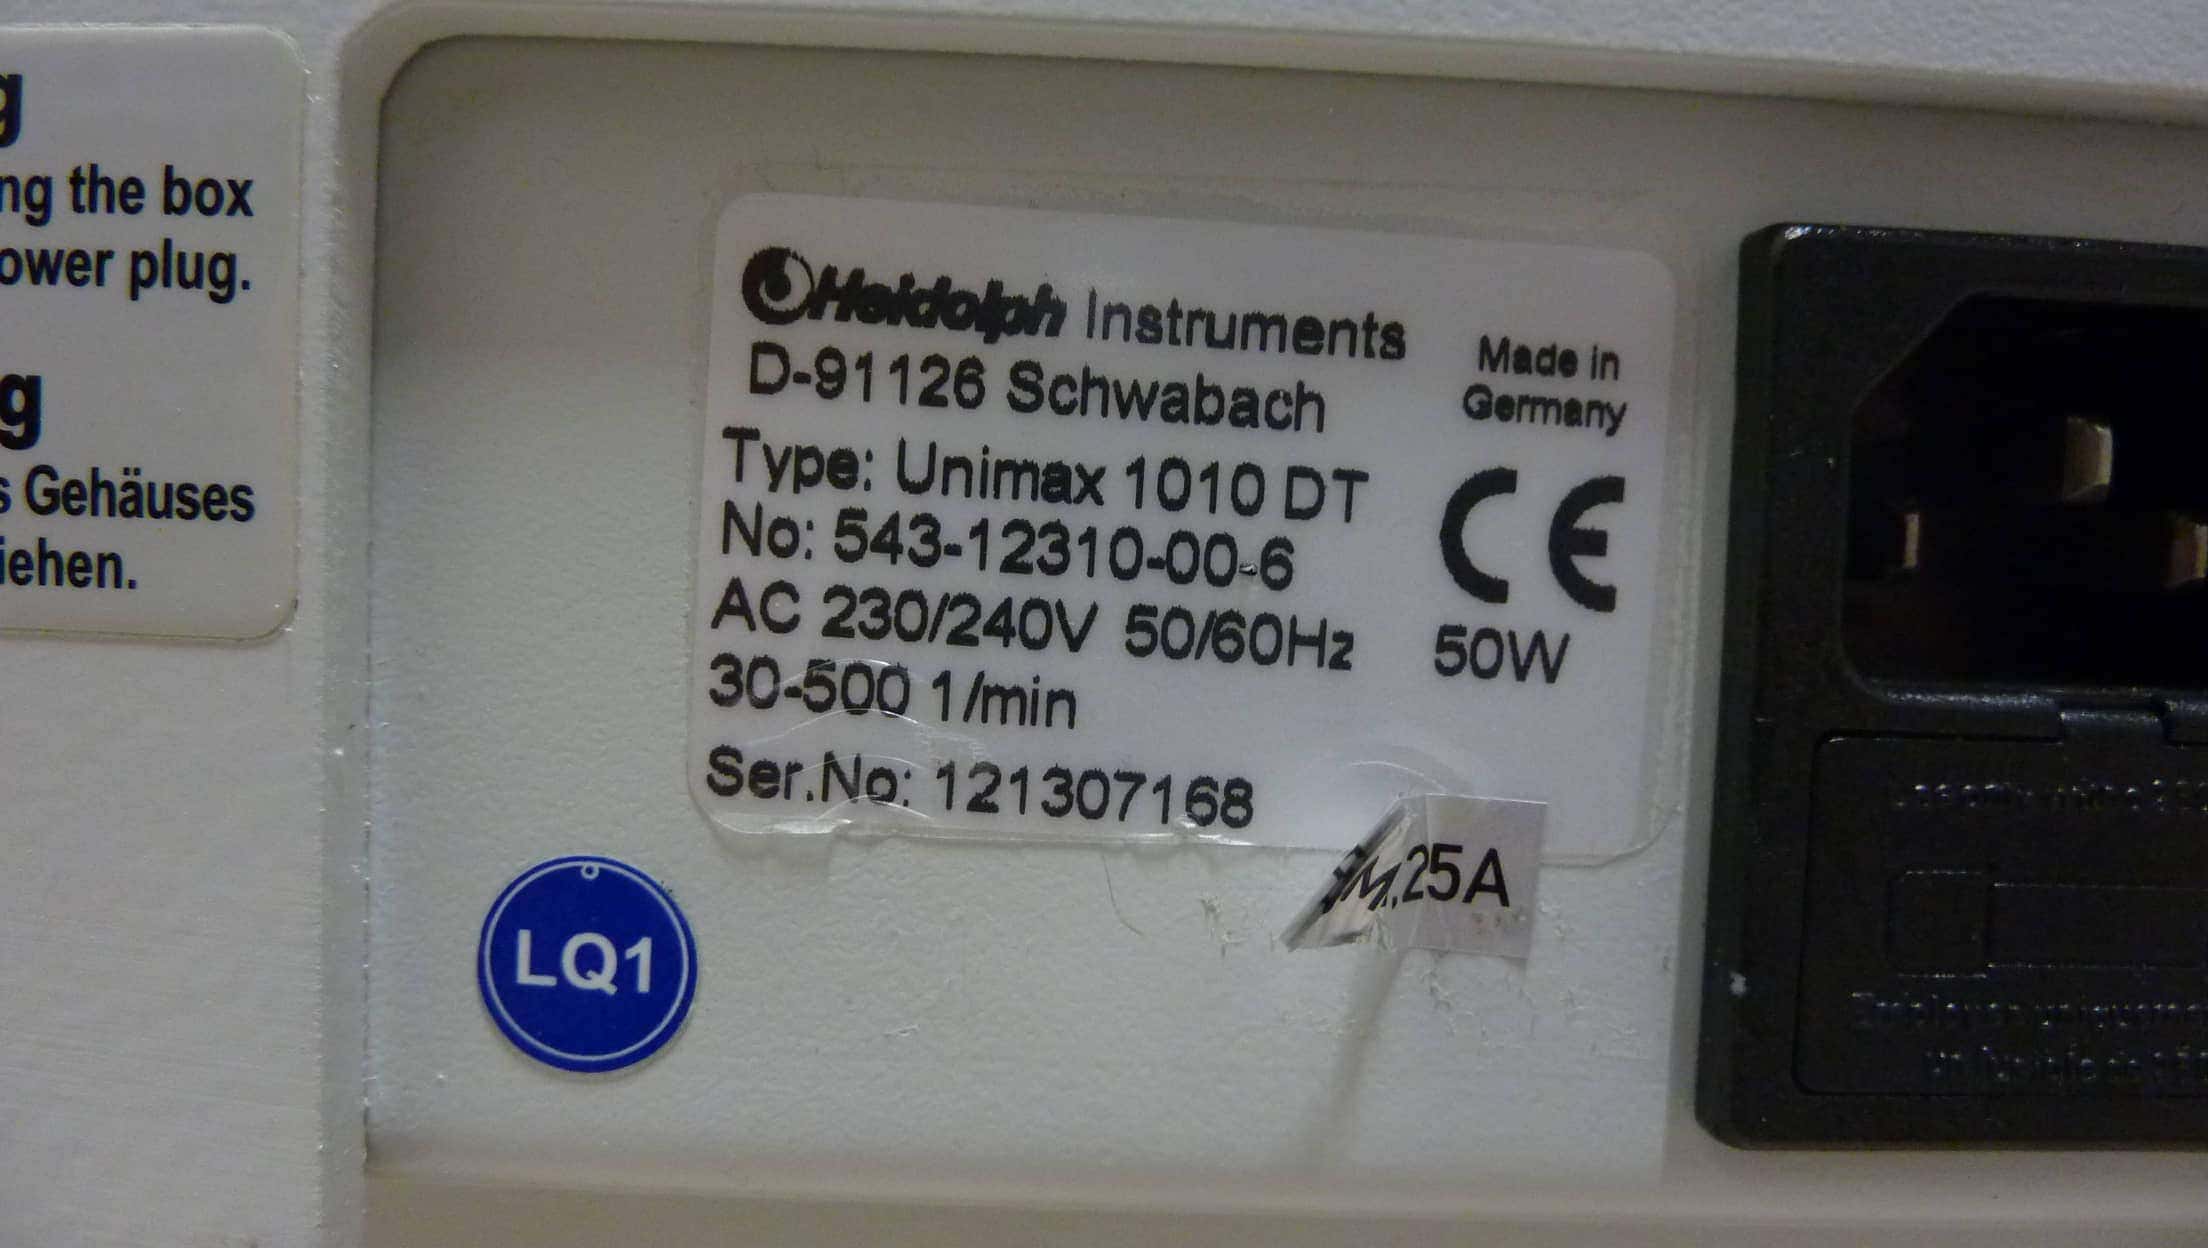 g
ng the box
ower plug.
g
s Gehäuses
iehen.
Heidolph Instruments
D-91126 Schwabach
Made in
Germany
Type: Unimax 1010 DT
No: 543-12310-00-6
CE
AC 230/240V 50/60Hz 50W
30-500 1/min
Ser.No: 121307168
.25A
LQ1